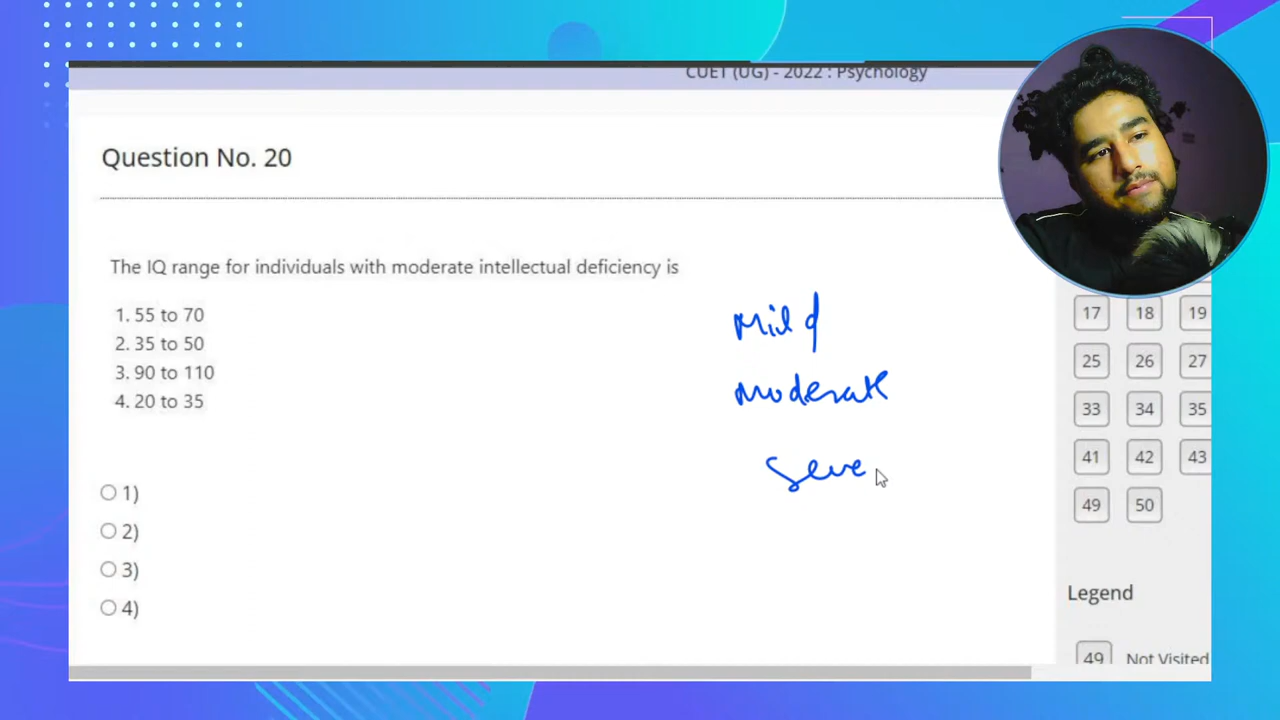 CUET (UG) - 2022 : Psychology
Question No. 20
The IQ range for individuals with moderate intellectual deficiency is
1. 55 to 70
2. 35 to 50
3. 90 to 110
4. 20 to 35
1)
2)
3)
4)
Mild
Moderate
Seve
17 18 19
25 26 27
33 34 35
41 42 43
49 50
Legend
49 Not Visited